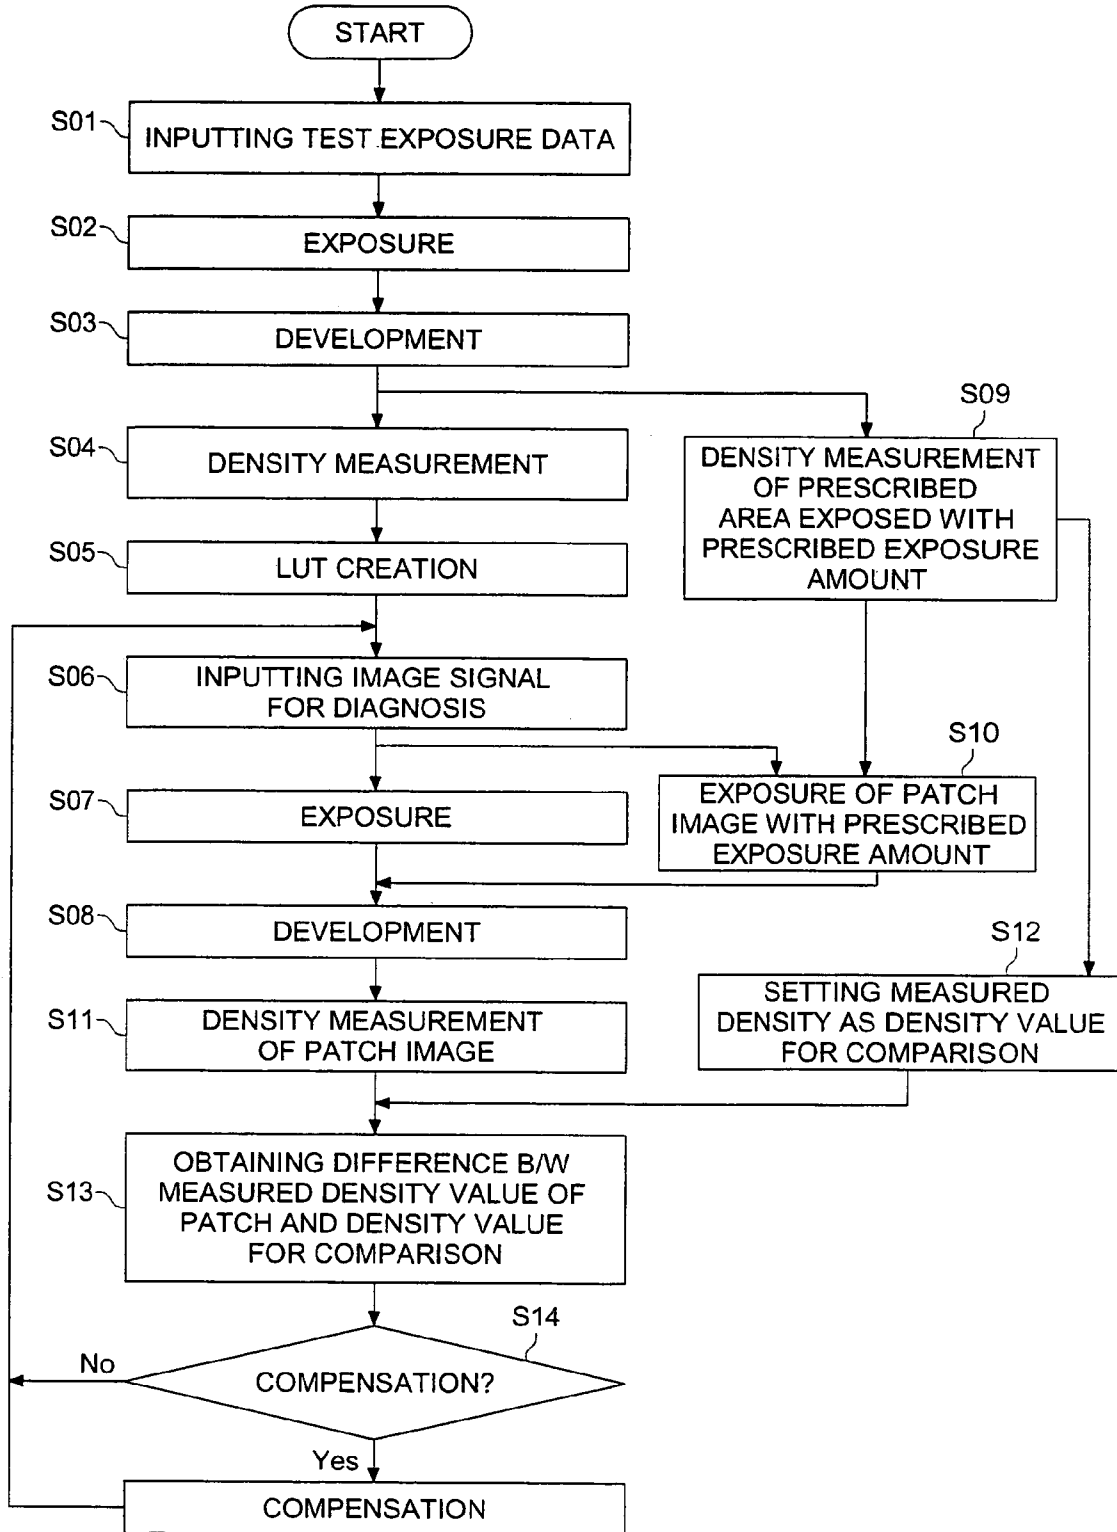 START
S01
INPUTTING TEST EXPOSURE DATA
S02
EXPOSURE
S03
DEVELOPMENT
S04
DENSITY MEASUREMENT
S09
DENSITY MEASUREMENT
OF PRESCRIBED
AREA EXPOSED WITH
PRESCRIBED EXPOSURE
AMOUNT
S05
LUT CREATION
S06
INPUTTING IMAGE SIGNAL
FOR DIAGNOSIS
S07
EXPOSURE
S10
EXPOSURE OF PATCH
IMAGE WITH PRESCRIBED
EXPOSURE AMOUNT
S08
DEVELOPMENT
S11
DENSITY MEASUREMENT
OF PATCH IMAGE
S12
SETTING MEASURED
DENSITY AS DENSITY VALUE
FOR COMPARISON
S13
OBTAINING DIFFERENCE B/W
MEASURED DENSITY VALUE OF
PATCH AND DENSITY VALUE
FOR COMPARISON
S14
COMPENSATION?
No
Yes
COMPENSATION